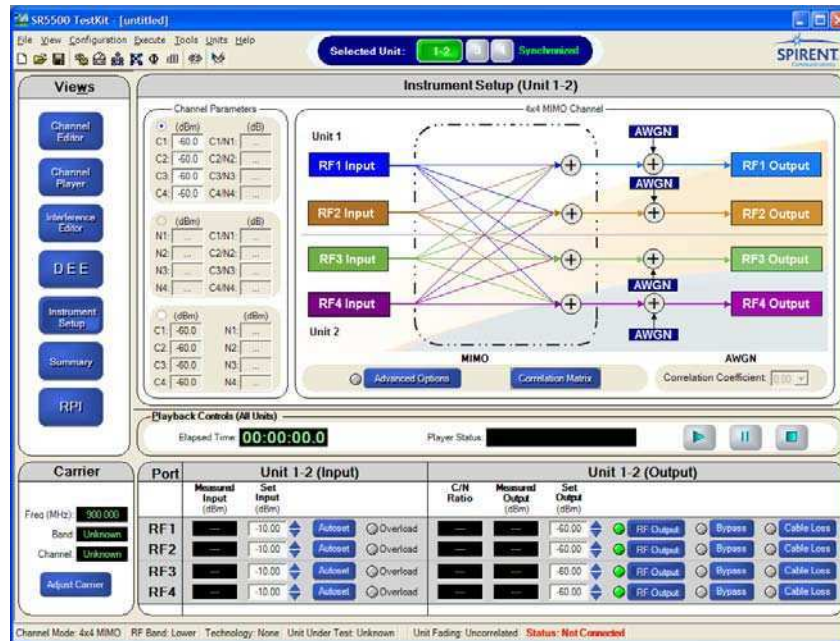 SR5500 TestKit - [untitled]
File View Configuration Execute Tools Units Help
Selected Unit: 1-2 3 4 Synchronized
SPIRENT
Communications
Views
Channel Editor
Channel Player
Interference Editor
DEE
Instrument Setup
Summary
RPI
Instrument Setup (Unit 1-2)
Channel Parameters
(dBm) (dB)
C1: -60.0 C1/N1: ...
C2: -60.0 C2/N2: ...
C3: -60.0 C3/N3: ...
C4: -60.0 C4/N4: ...
(dBm) (dB)
N1: ... C1/N1: ...
N2: ... C2/N2: ...
N3: ... C3/N3: ...
N4: ... C4/N4: ...
(dBm) (dBm)
C1: -60.0 N1: ...
C2: -60.0 N2: ...
C3: -60.0 N3: ...
C4: -60.0 N4: ...
4x4 MIMO Channel
Unit 1
AWGN
RF1 Input RF1 Output
AWGN
RF2 Input RF2 Output
RF3 Input RF3 Output
AWGN
RF4 Input RF4 Output
Unit 2
AWGN
MIMO AWGN
Advanced Options Correlation Matrix Correlation Coefficient: 0.00
Playback Controls (All Units)
Elapsed Time: 00:00:00.0 Player Status:
Carrier
Freq (MHz): 900.000
Band: Unknown
Channel: Unknown
Adjust Carrier
Port Unit 1-2 (Input) Unit 1-2 (Output)
Measured Input (dBm) Set Input (dBm) C/N Ratio Measured Output (dBm) Set Output (dBm)
RF1 --- -10.00 Autoset Overload --- --- -60.00 RF Output Bypass Cable Loss
RF2 --- -10.00 Autoset Overload --- --- -60.00 RF Output Bypass Cable Loss
RF3 --- -10.00 Autoset Overload --- --- -60.00 RF Output Bypass Cable Loss
RF4 --- -10.00 Autoset Overload --- --- -60.00 RF Output Bypass Cable Loss
Channel Mode: 4x4 MIMO RF Band: Lower Technology: None Unit Under Test: Unknown Unit Fading: Uncorrelated Status: Not Connected